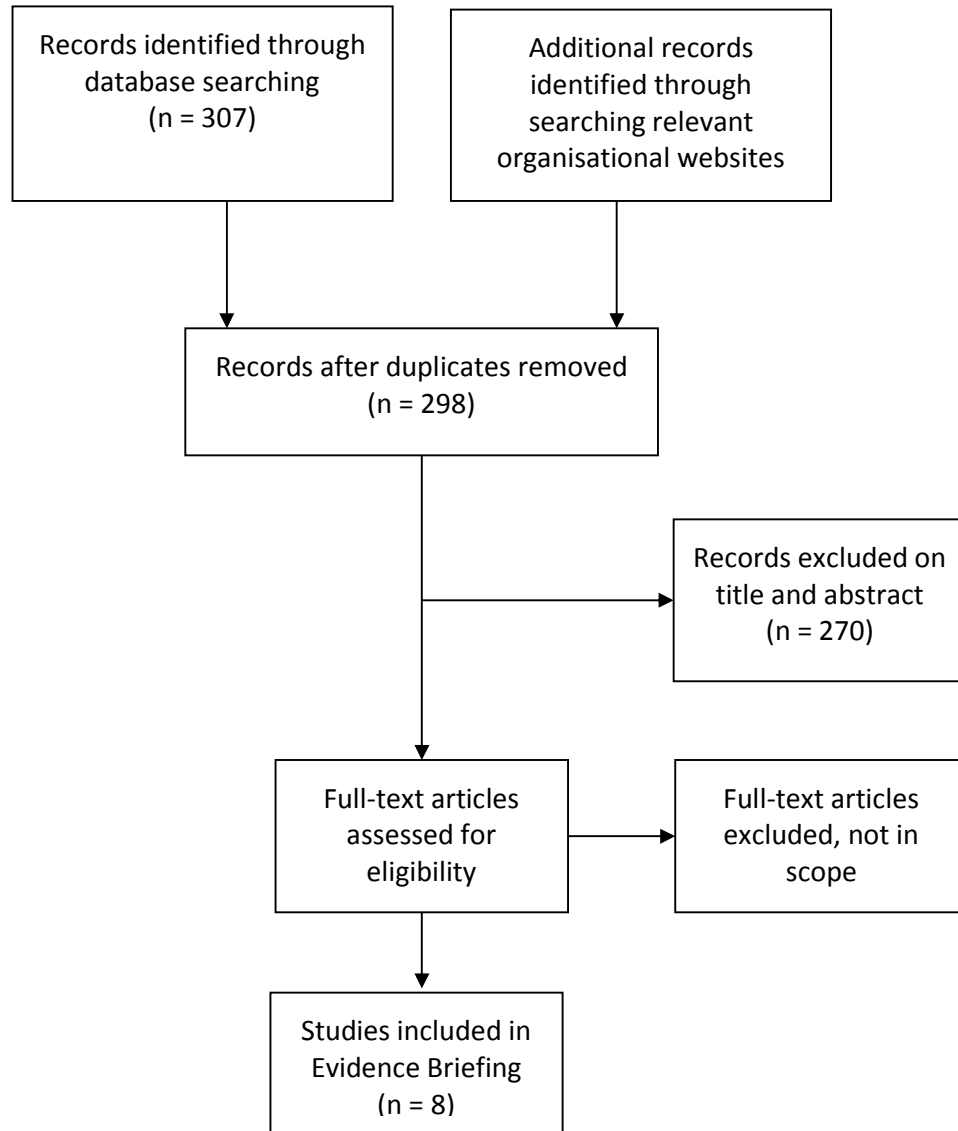 Records identified through
database searching
(n = 307)
Additional records
identified through
searching relevant
organisational websites
Records after duplicates removed
(n = 298)
Records excluded on
title and abstract
(n = 270)
Full-text articles
assessed for
eligibility
Full-text articles
excluded, not in
scope
Studies included in
Evidence Briefing
(n = 8)